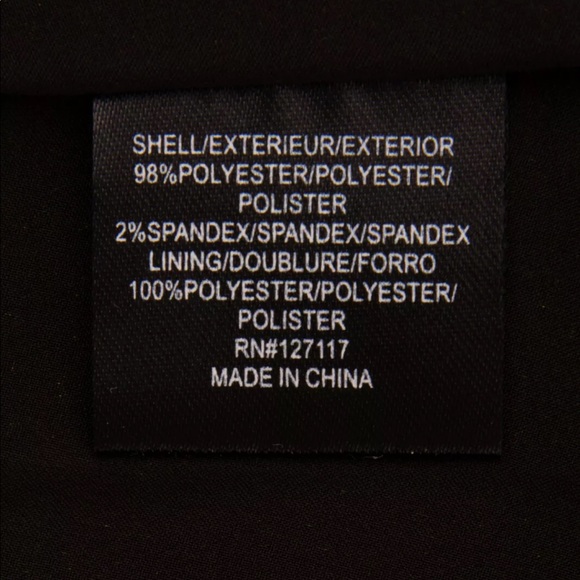 SHELL/EXTERIEUR/EXTERIOR
98%POLYESTER/POLYESTER/
POLISTER
2%SPANDEX/SPANDEX/SPANDEX
LINING/DOUBLURE/FORRO
100%POLYESTER/POLYESTER/
POLISTER
RN#127117
MADE IN CHINA